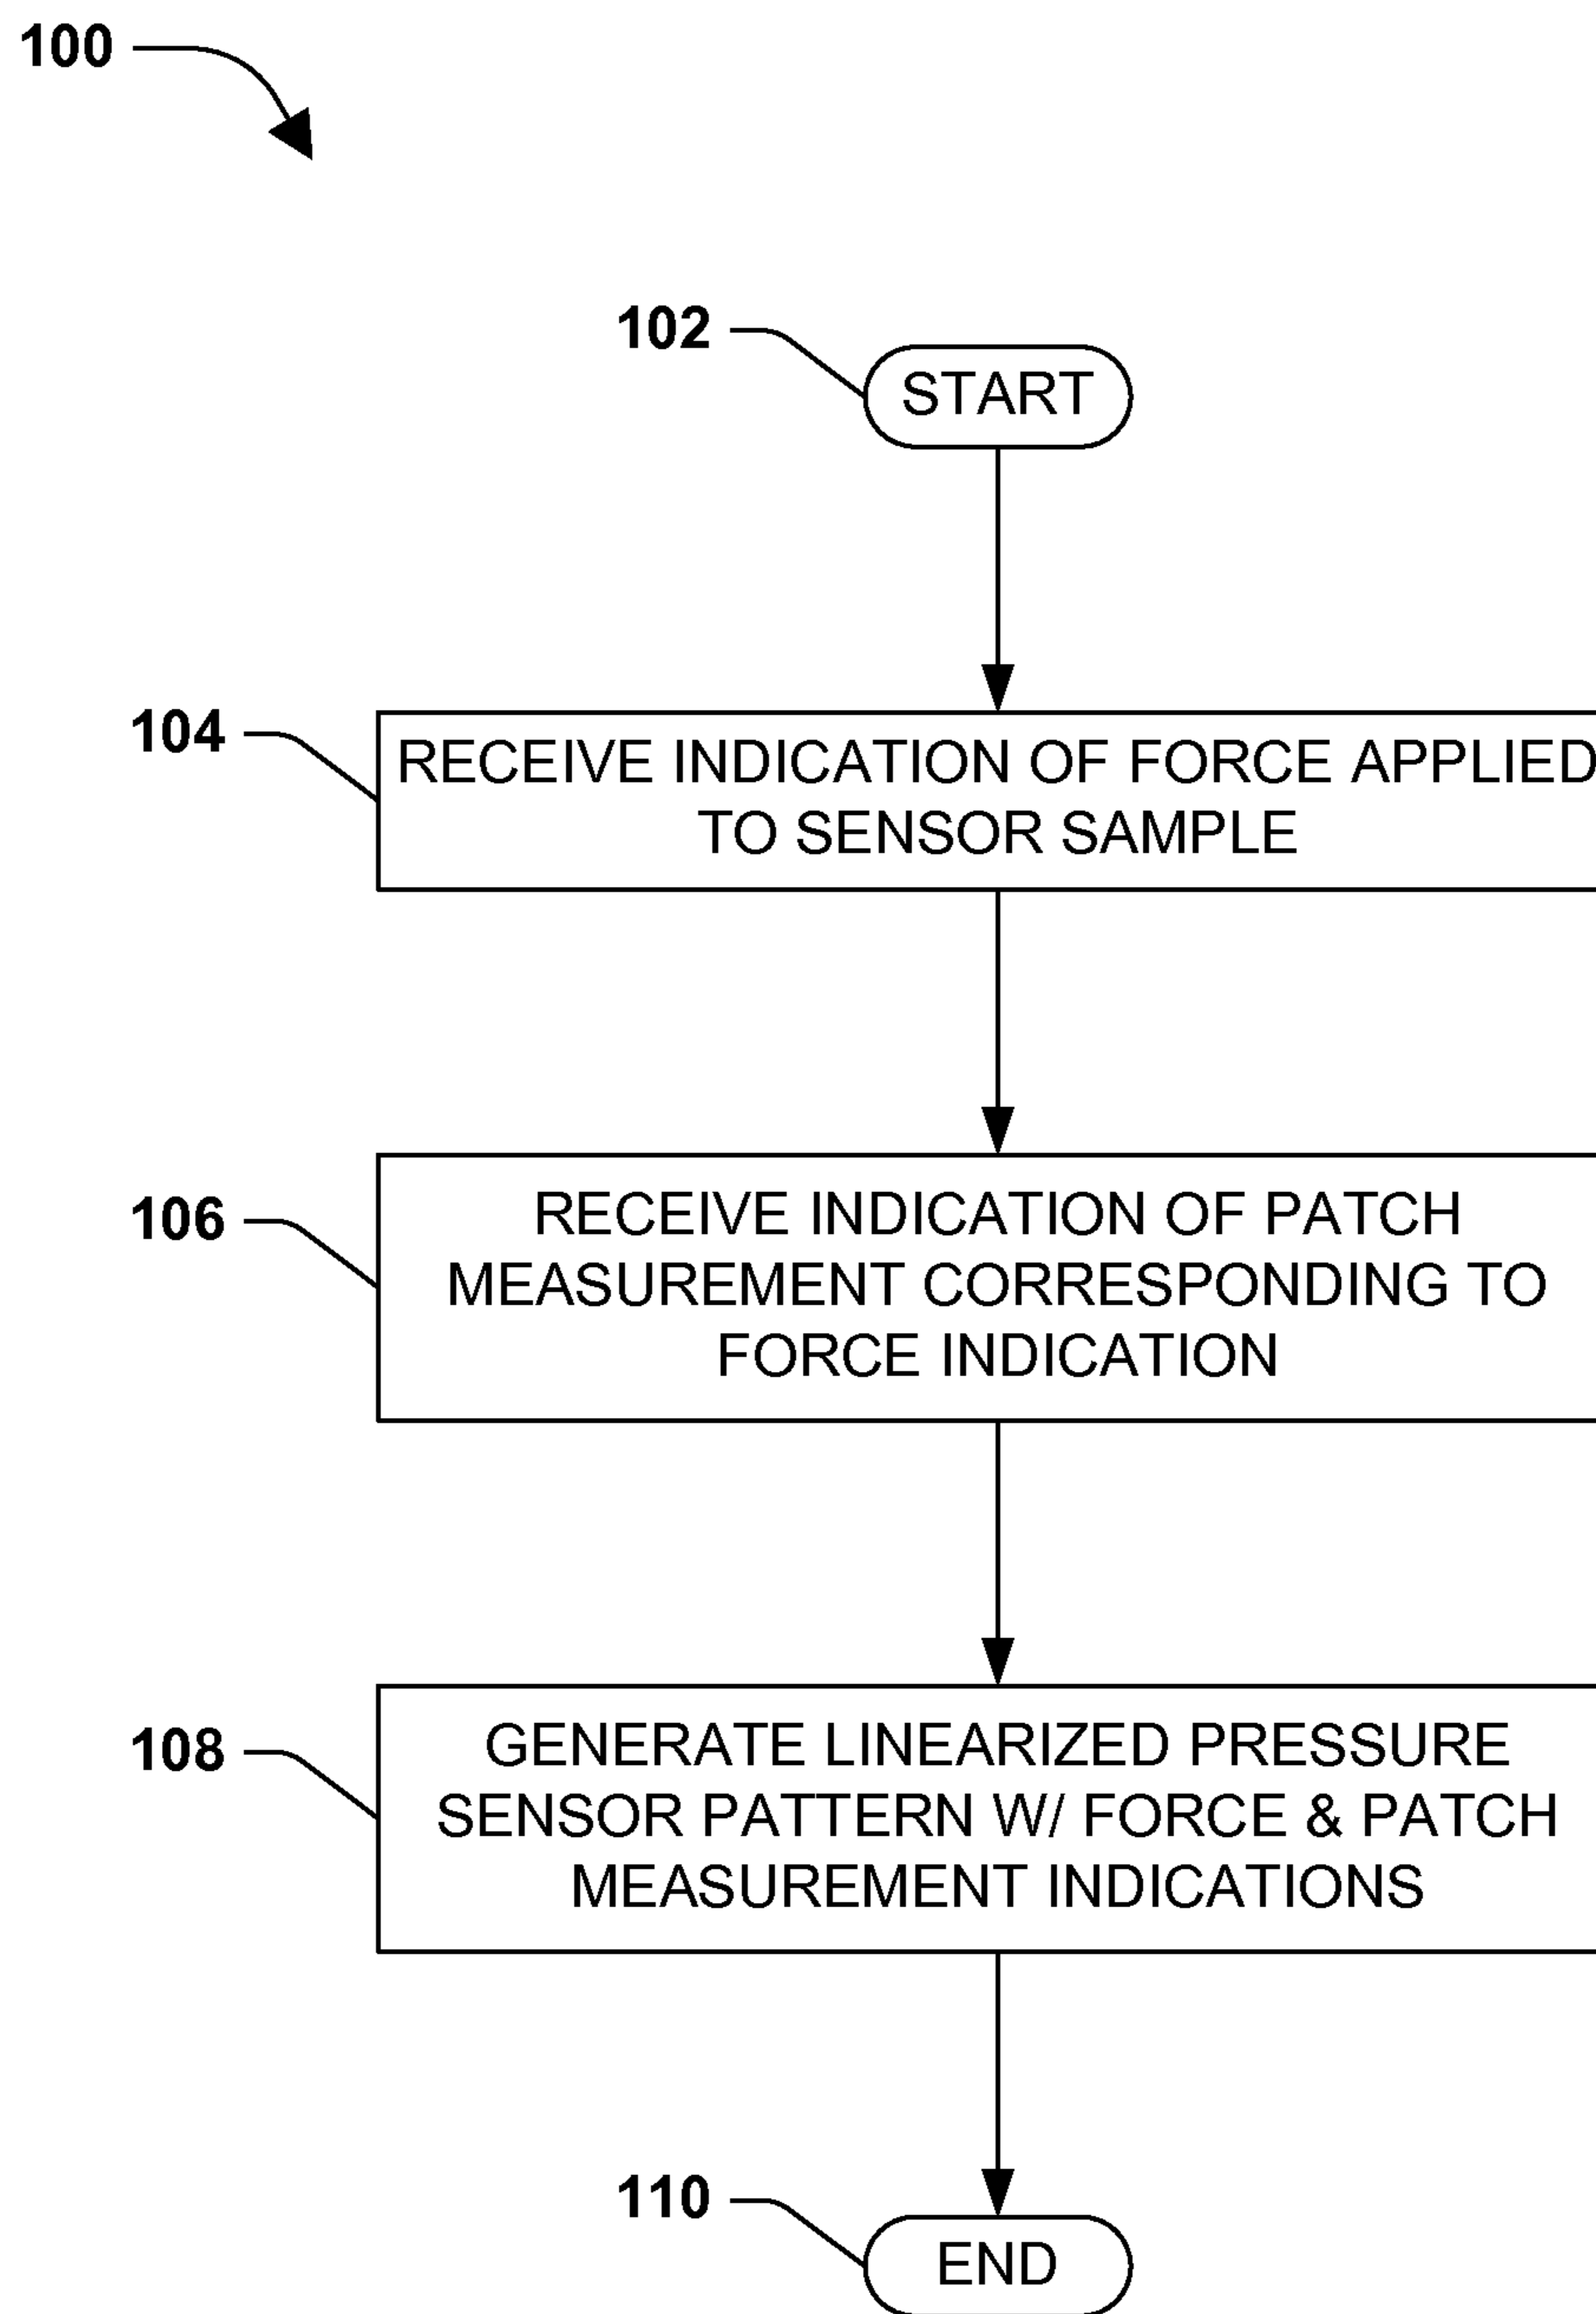 100
102
START
104
RECEIVE INDICATION OF FORCE APPLIED
TO SENSOR SAMPLE
106
RECEIVE INDICATION OF PATCH
MEASUREMENT CORRESPONDING TO
FORCE INDICATION
108
GENERATE LINEARIZED PRESSURE
SENSOR PATTERN W/ FORCE & PATCH
MEASUREMENT INDICATIONS
110
END